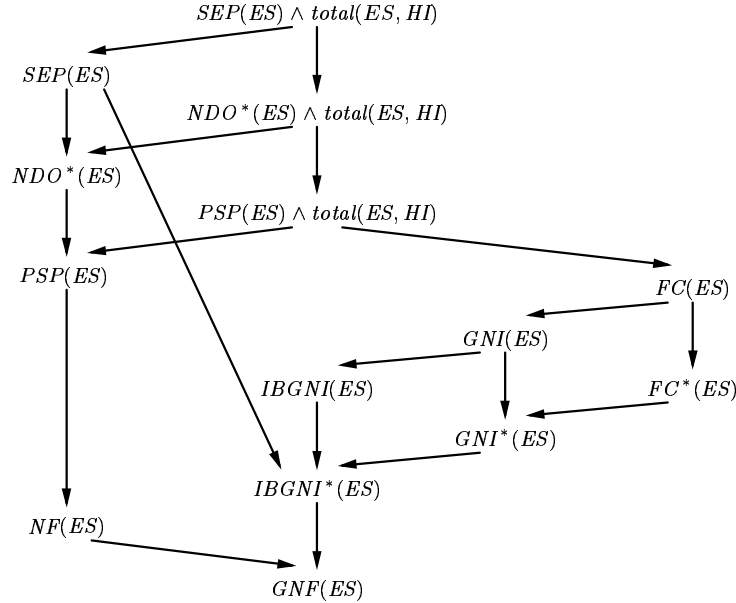 SEP(ES) ∧ total(ES, HI)
SEP(ES)
NDO*(ES) ∧ total(ES, HI)
NDO*(ES)
PSP(ES) ∧ total(ES, HI)
PSP(ES)
FC(ES)
GNI(ES)
IBGNI(ES)
FC*(ES)
GNI*(ES)
IBGNI*(ES)
NF(ES)
GNF(ES)